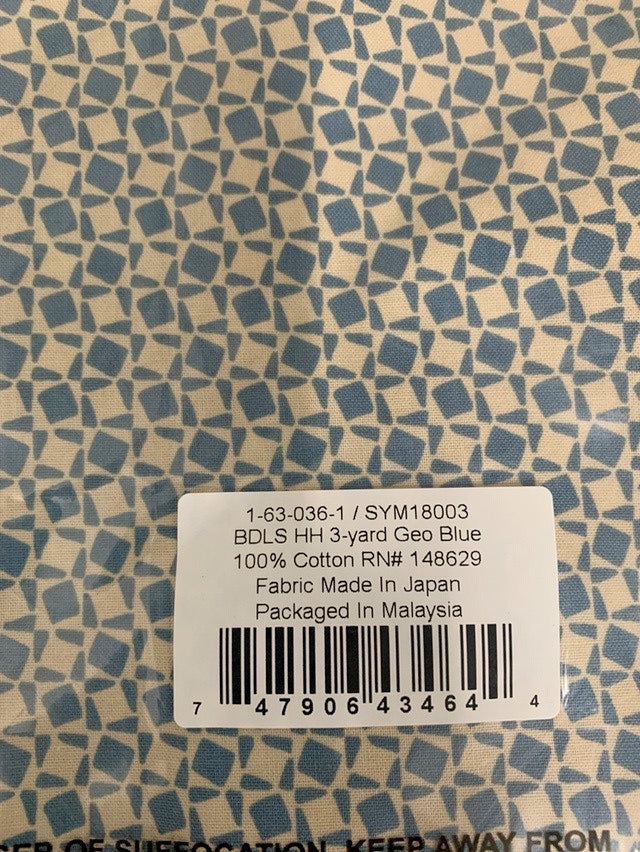 1-63-036-1 / SYM18003
BDLS HH 3-yard Geo Blue
100% Cotton RN# 148629
Fabric Made In Japan
Packaged In Malaysia
7 47906 43464 4
OF SUFFOCATION, KEEP AWAY FROM